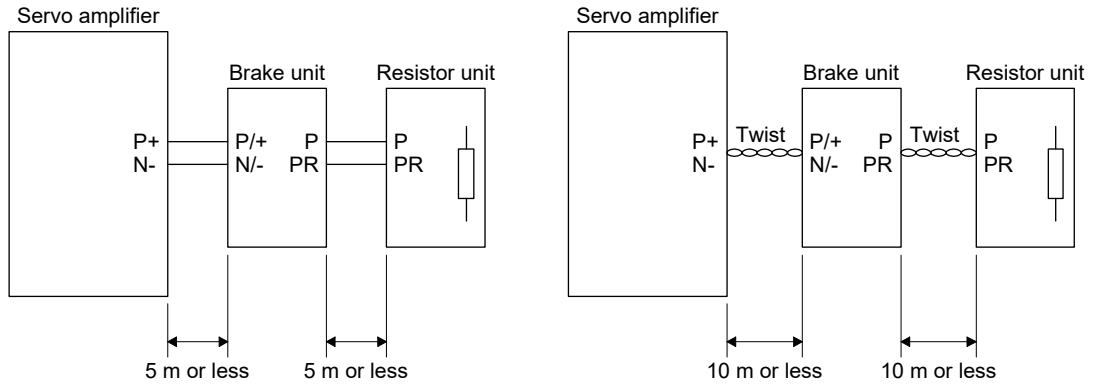 Servo amplifier
Brake unit
Resistor unit
P+
N-
P/+
N/-
P
PR
P
PR
5 m or less
5 m or less
Servo amplifier
Brake unit
Resistor unit
P+
N-
Twist
P/+
N/-
P
PR
Twist
P
PR
10 m or less
10 m or less